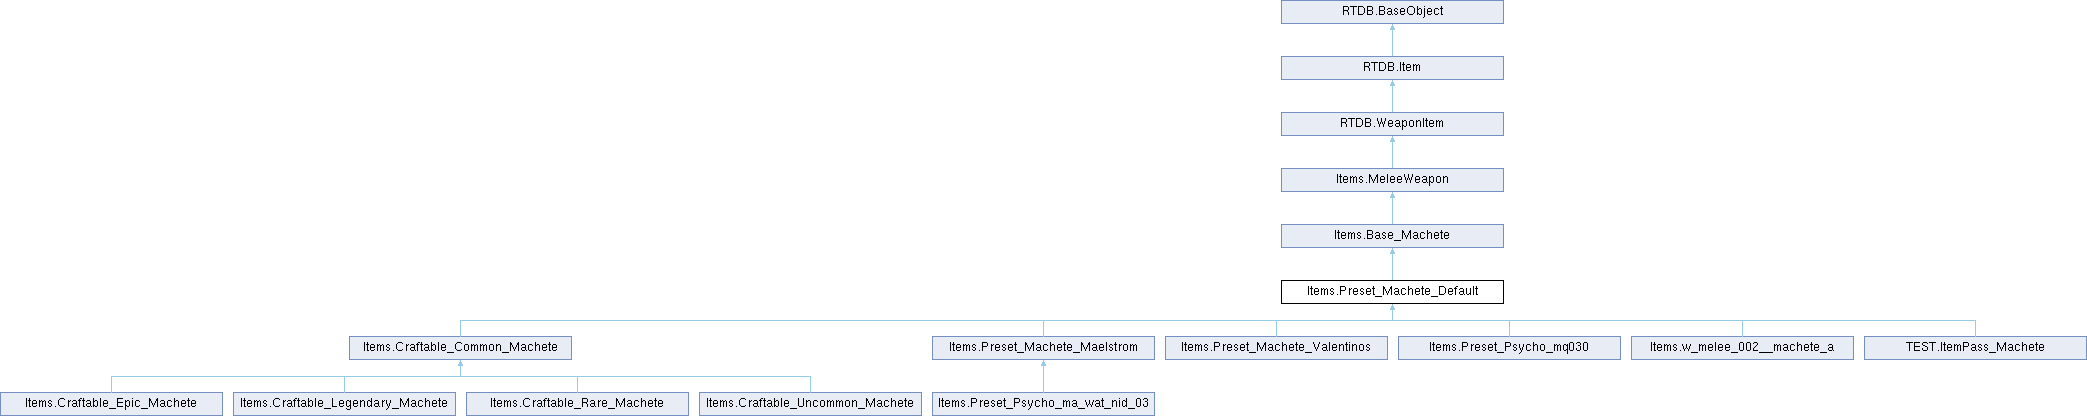 RTDB.BaseObject
RTDB.Item
RTDB.WeaponItem
Items.MeleeWeapon
Items.Base_Machete
Items.Preset_Machete_Default
Items.Craftable_Common_Machete
Items.Preset_Machete_Maelstrom
Items.Preset_Machete_Valentinos
Items.Preset_Psycho_mq030
Items.w_melee_002__machete_a
TEST.ItemPass_Machete
Items.Craftable_Epic_Machete
Items.Craftable_Legendary_Machete
Items.Craftable_Rare_Machete
Items.Craftable_Uncommon_Machete
Items.Preset_Psycho_ma_wat_nid_03